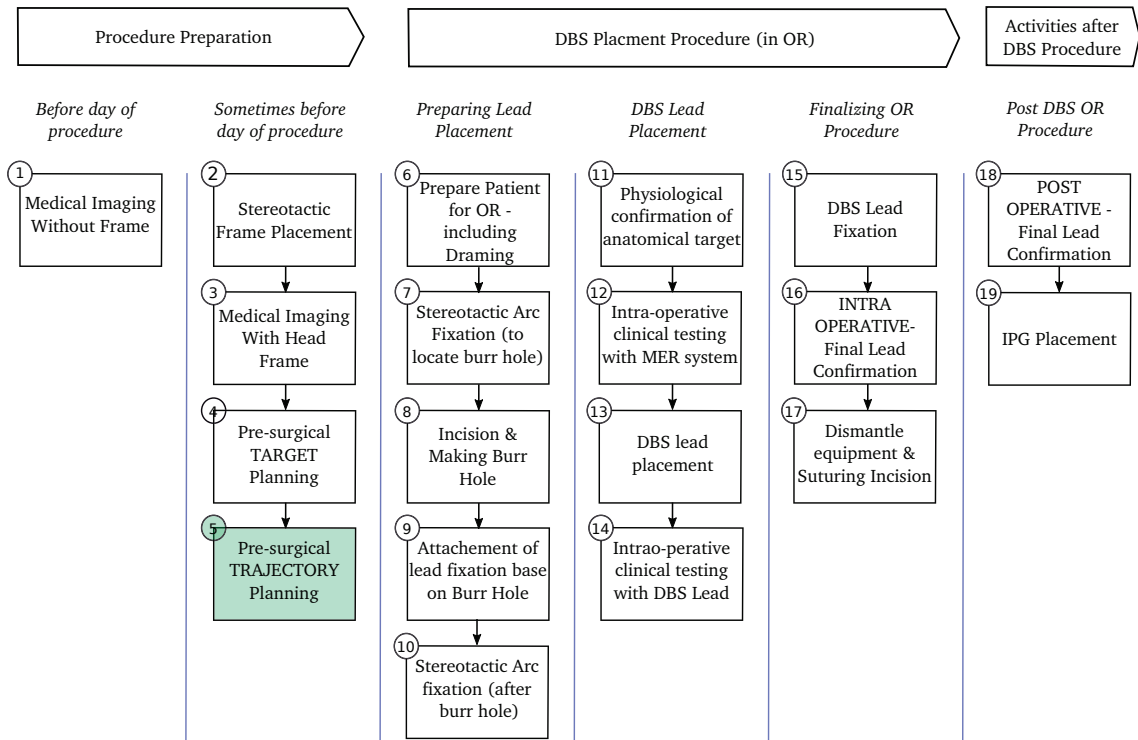 Procedure Preparation
DBS Placment Procedure (in OR)
Activities after
DBS Procedure
Before day of
procedure
Sometimes before
day of procedure
Preparing Lead
Placement
DBS Lead
Placement
Finalizing OR
Procedure
Post DBS OR
Procedure
1
Medical Imaging
Without Frame
2
Stereotactic
Frame Placement
3
Medical Imaging
With Head
Frame
4
Pre-surgical
TARGET
Planning
5
Pre-surgical
TRAJECTORY
Planning
6
Prepare Patient
for OR -
including
Draming
7
Stereotactic Arc
Fixation (to
locate burr hole)
8
Incision &
Making Burr
Hole
9
Attachement of
lead fixation base
on Burr Hole
10
Stereotactic Arc
fixation (after
burr hole)
11
Physiological
confirmation of
anatomical target
12
Intra-operative
clinical testing
with MER system
13
DBS lead
placement
14
Intrao-perative
clinical testing
with DBS Lead
15
DBS Lead
Fixation
16
INTRA
OPERATIVE-
Final Lead
Confirmation
17
Dismantle
equipment &
Suturing Incision
18
POST
OPERATIVE -
Final Lead
Confirmation
19
IPG Placement